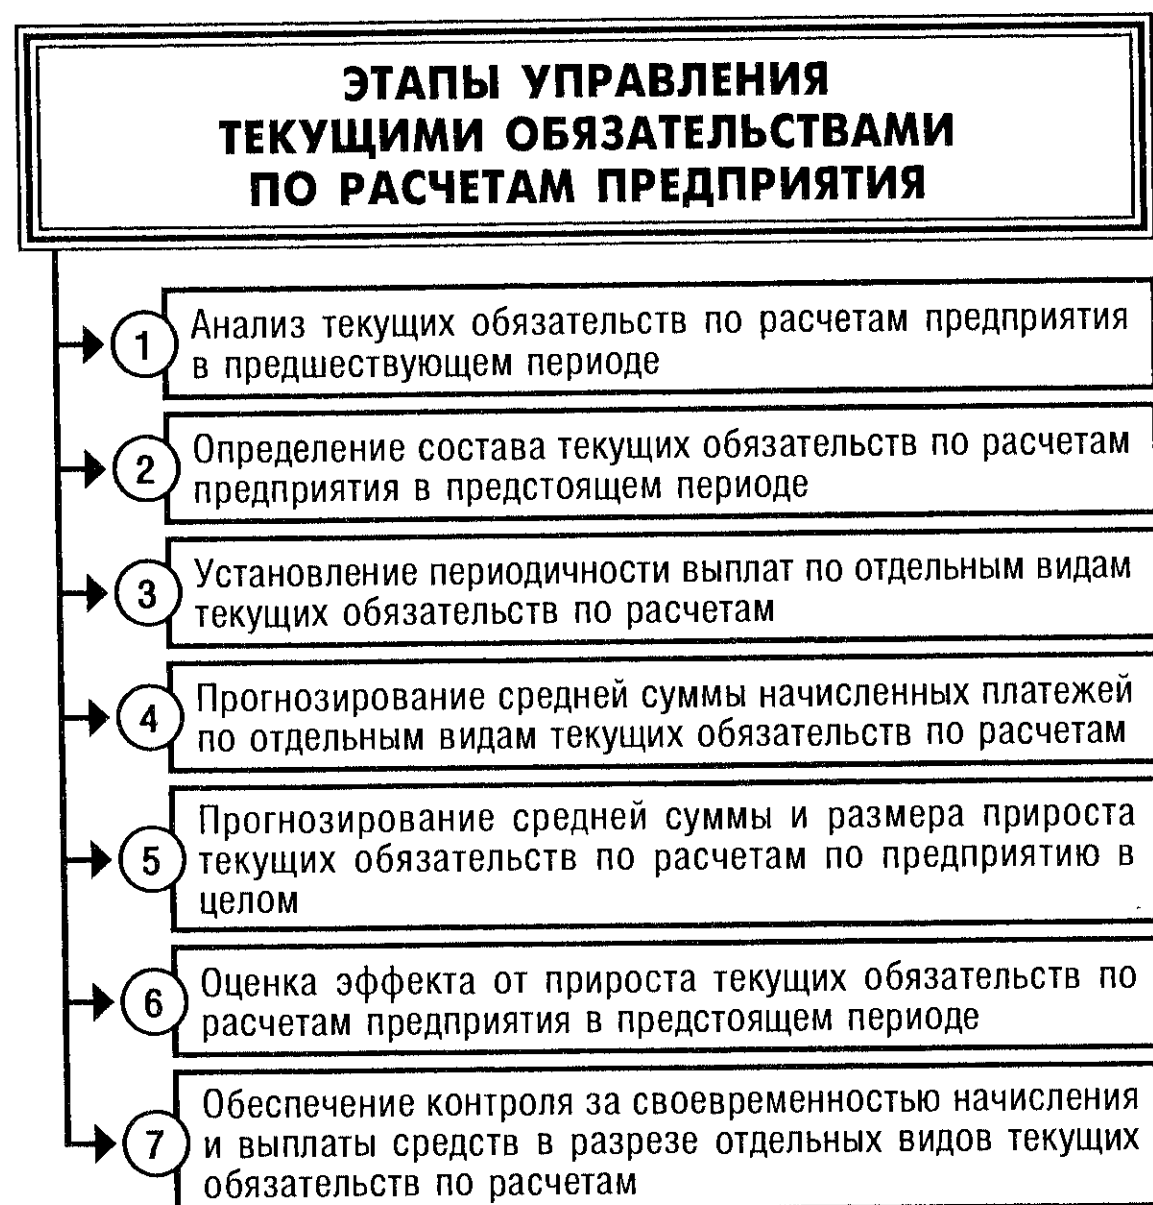 ЭТАПЫ УПРАВЛЕНИЯ
ТЕКУЩИМИ ОБЯЗАТЕЛЬСТВАМИ
ПО РАСЧЕТАМ ПРЕДПРИЯТИЯ
1 Анализ текущих обязательств по расчетам предприятия
в предшествующем периоде
2 Определение состава текущих обязательств по расчетам
предприятия в предстоящем периоде
3 Установление периодичности выплат по отдельным видам
текущих обязательств по расчетам
4 Прогнозирование средней суммы начисленных платежей
по отдельным видам текущих обязательств по расчетам
Прогнозирование средней суммы и размера прироста
5 текущих обязательств по расчетам по предприятию в
целом
6 Оценка эффекта от прироста текущих обязательств по
расчетам предприятия в предстоящем периоде
Обеспечение контроля за своевременностью начисления
7 и выплаты средств в разрезе отдельных видов текущих
обязательств по расчетам